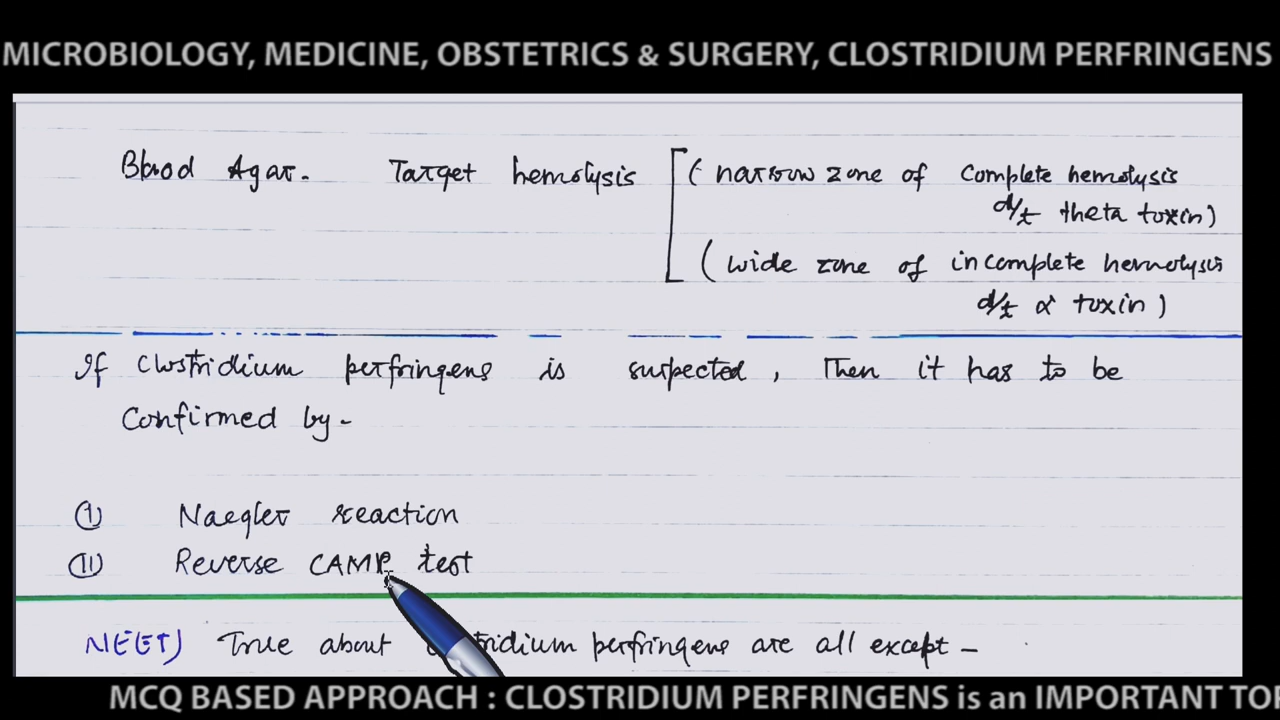 MICROBIOLOGY, MEDICINE, OBSTETRICS & SURGERY, CLOSTRIDIUM PERFRINGENS
Blood Agar. Target hemolysis [ ( narrow zone of complete hemolysis
d/t theta toxin)
( wide zone of incomplete hemolysis
d/t α toxin )
If Clostridium perfringens is suspected, Then it has to be
Confirmed by -
(I) Naegler reaction
(II) Reverse CAMP test
NEET) True about perfringens are all except -
MCQ BASED APPROACH : CLOSTRIDIUM PERFRINGENS is an IMPORTANT TO